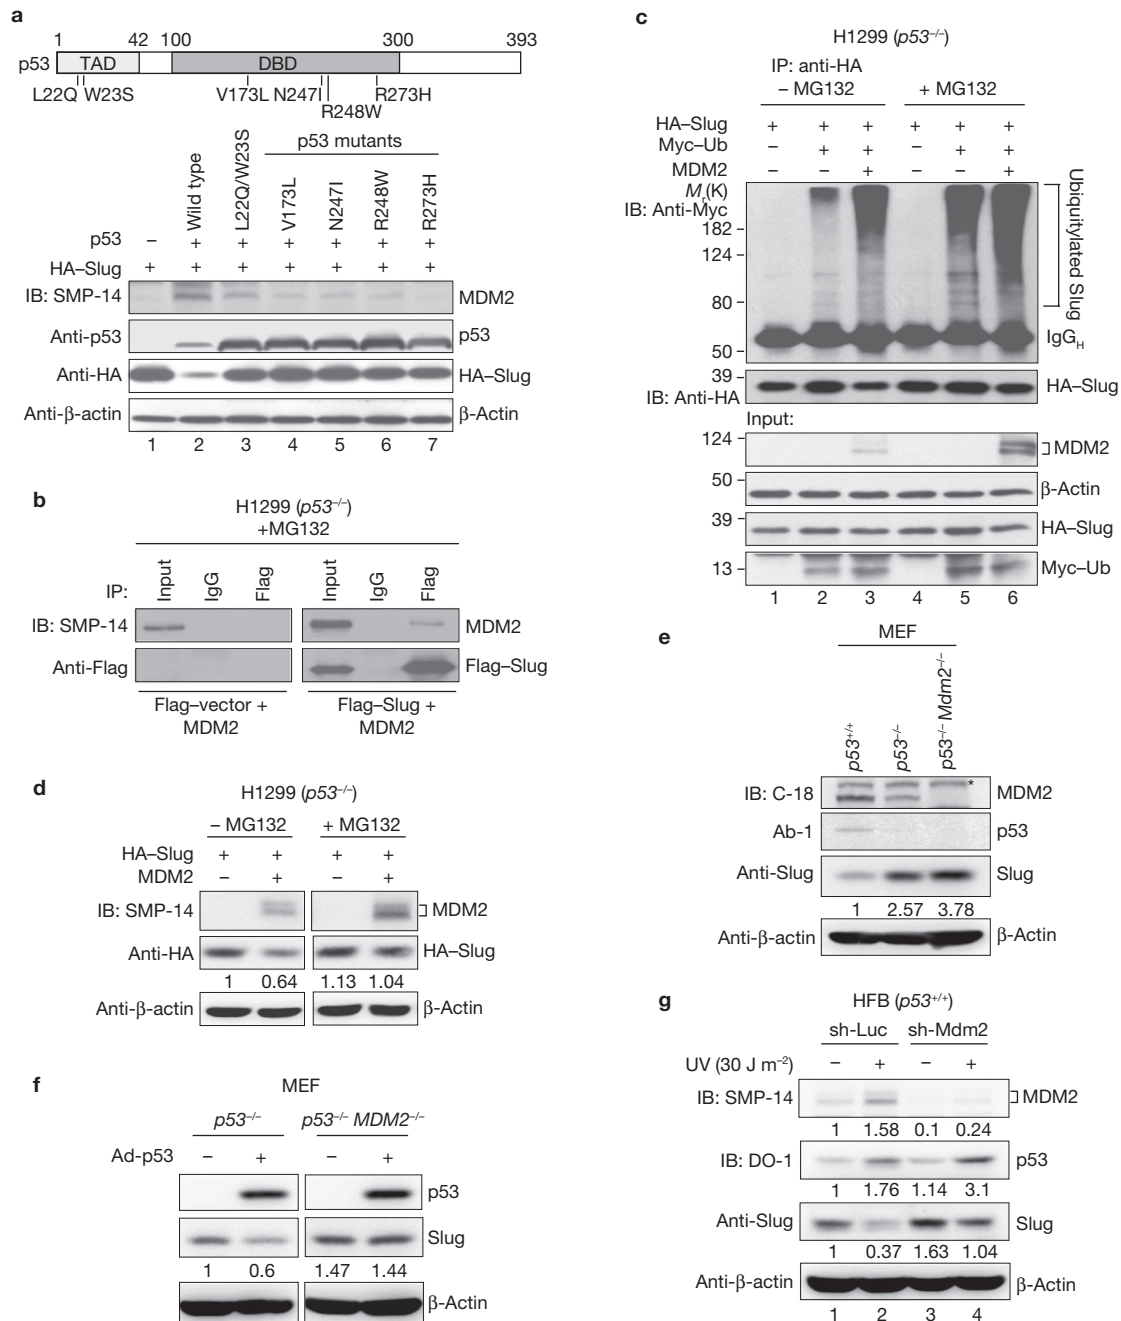 a
1 42 100 300 393
p53 TAD DBD
L22Q W23S V173L N247I R273H
R248W
p53 mutants
Wild type L22Q/W23S V173L N247I R248W R273H
p53 – + + + + + +
HA–Slug + + + + + + +
IB: SMP-14 MDM2
Anti-p53 p53
Anti-HA HA–Slug
Anti-β-actin β-Actin
1 2 3 4 5 6 7
b
H1299 (p53–/–)
+MG132
IP: Input IgG Flag Input IgG Flag
IB: SMP-14 MDM2
Anti-Flag Flag–Slug
Flag–vector + Flag–Slug +
MDM2 MDM2
c
H1299 (p53–/–)
IP: anti-HA
– MG132 + MG132
HA–Slug + + + + + +
Myc–Ub – + + – + +
MDM2 – – + – – +
Mr(K)
IB: Anti-Myc
182
124
80
50
Ubiquitylated Slug
IgGH
39
IB: Anti-HA HA–Slug
Input:
124 MDM2
50 β-Actin
39 HA–Slug
13 Myc–Ub
1 2 3 4 5 6
d
H1299 (p53–/–)
– MG132 + MG132
HA–Slug + + + +
MDM2 – + – +
IB: SMP-14 MDM2
Anti-HA HA–Slug
1 0.64 1.13 1.04
Anti-β-actin β-Actin
e
MEF
p53+/+ p53–/– p53–/– Mdm2–/–
IB: C-18 * MDM2
Ab-1 p53
Anti-Slug Slug
1 2.57 3.78
Anti-β-actin β-Actin
f
MEF
p53–/– p53–/– MDM2–/–
Ad-p53 – + – +
p53
Slug
1 0.6 1.47 1.44
β-Actin
g
HFB (p53+/+)
sh-Luc sh-Mdm2
UV (30 J m–2) – + – +
IB: SMP-14 MDM2
1 1.58 0.1 0.24
IB: DO-1 p53
1 1.76 1.14 3.1
Anti-Slug Slug
1 0.37 1.63 1.04
Anti-β-actin β-Actin
1 2 3 4